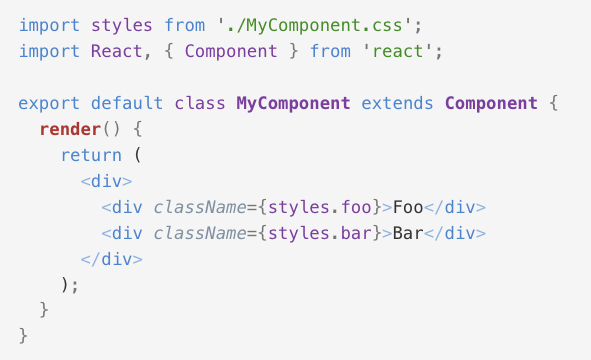 import styles from './MyComponent.css';
import React, { Component } from 'react';

export default class MyComponent extends Component {
  render() {
    return (
      <div>
        <div className={styles.foo}>Foo</div>
        <div className={styles.bar}>Bar</div>
      </div>
    );
  }
}